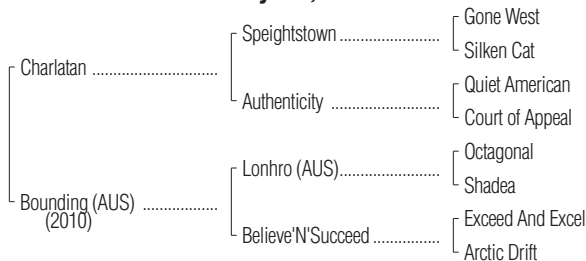 Gone West
Speightstown
Silken Cat
Charlatan
Quiet American
Authenticity
Court of Appeal
Octagonal
Lonhro (AUS)
Shadea
Bounding (AUS)
(2010)
Exceed And Excel
Believe'N'Succeed
Arctic Drift